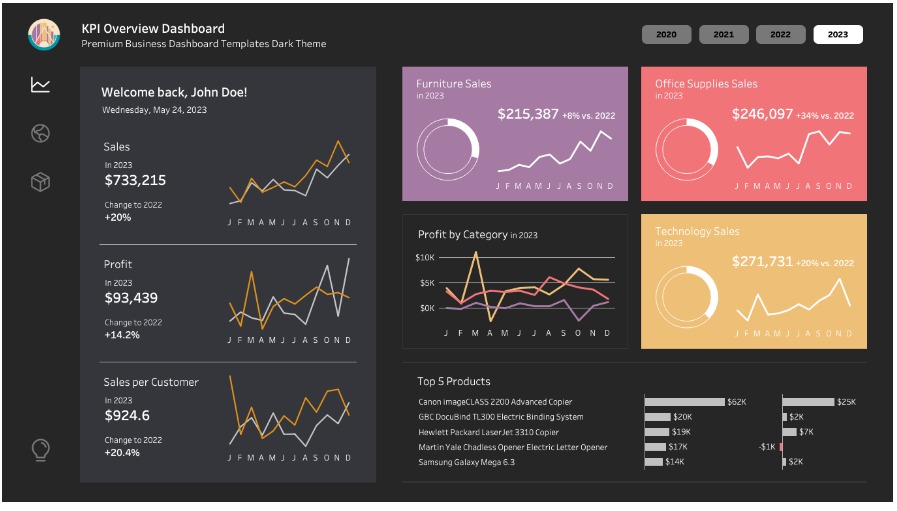 KPI Overview Dashboard
Premium Business Dashboard Templates Dark Theme
2020
2021
2022
2023
Welcome back, John Doe!
Wednesday, May 24, 2023
Sales
In 2023
$733,215
Change to 2022
+20%
J F M A M J J A S O N D
Profit
In 2023
$93,439
Change to 2022
+14.2%
J F M A M J J A S O N D
Sales per Customer
In 2023
$924.6
Change to 2022
+20.4%
J F M A M J J A S O N D
Furniture Sales
in 2023
$215,387 +8% vs. 2022
J F M A M J J A S O N D
Office Supplies Sales
in 2023
$246,097 +34% vs. 2022
J F M A M J J A S O N D
Profit by Category in 2023
$10K
$5K
$0K
J F M A M J J A S O N D
Technology Sales
in 2023
$271,731 +20% vs. 2022
J F M A M J J A S O N D
Top 5 Products
Canon imageCLASS 2200 Advanced Copier $62K $25K
GBC DocuBind TL300 Electric Binding System $20K $2K
Hewlett Packard LaserJet 3310 Copier $19K $7K
Martin Yale Chadless Opener Electric Letter Opener $17K -$1K
Samsung Galaxy Mega 6.3 $14K $2K